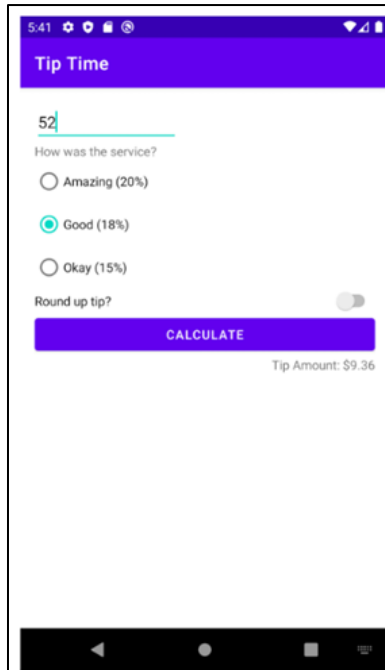 5:41
Tip Time
52
How was the service?
Amazing (20%)
Good (18%)
Okay (15%)
Round up tip?
CALCULATE
Tip Amount: $9.36